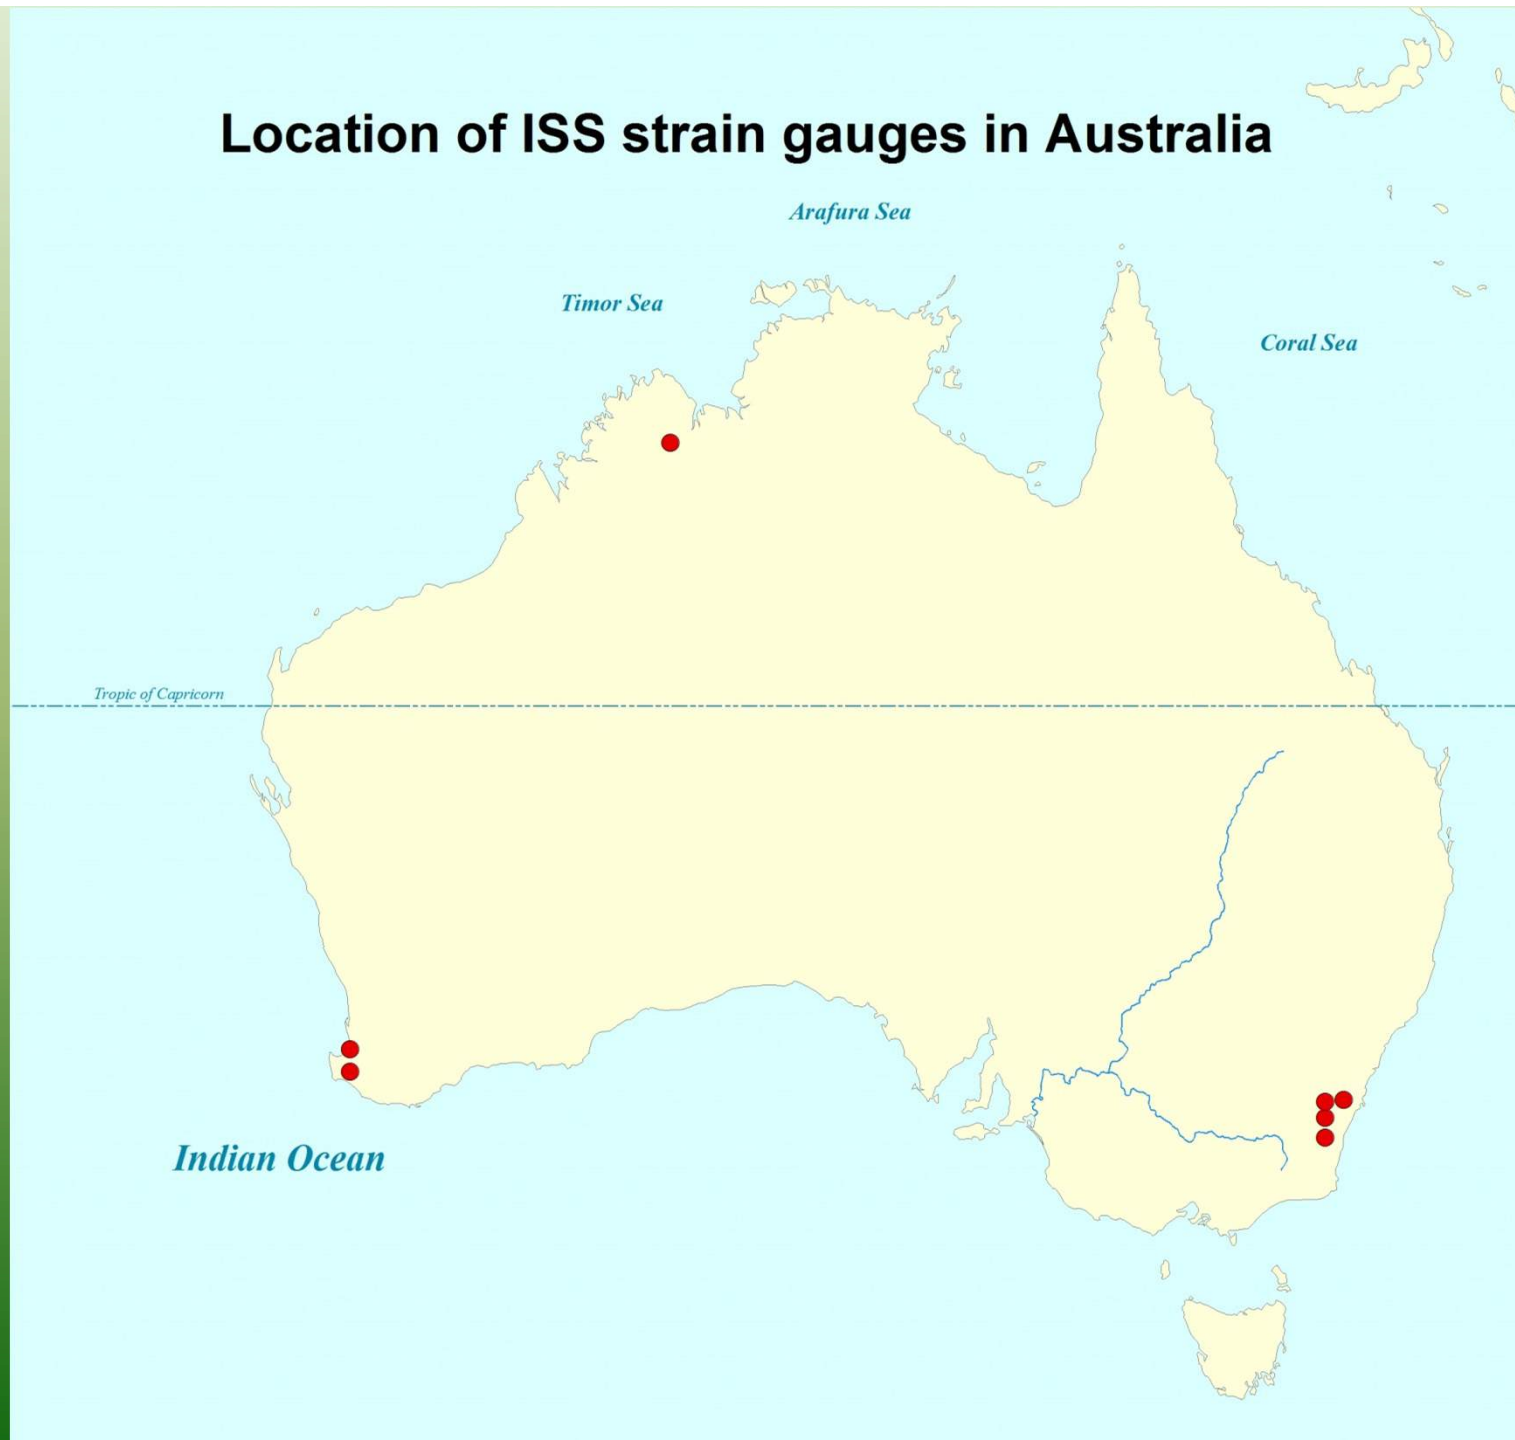 Location of ISS strain gauges in Australia
Arafura Sea
Timor Sea
Coral Sea
Tropic of Capricorn
Indian Ocean